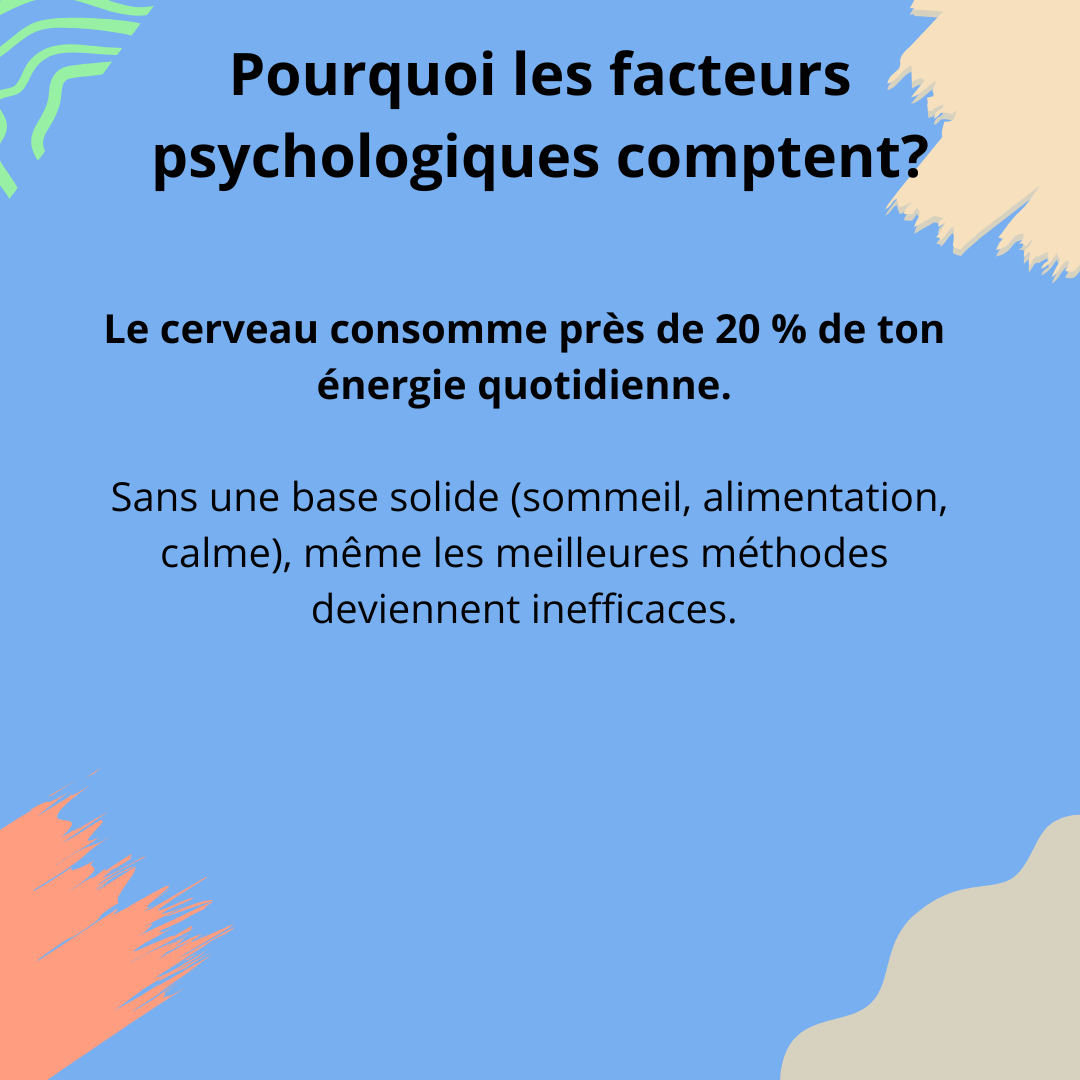 Pourquoi les facteurs
psychologiques comptent?
Le cerveau consomme près de 20 % de ton
énergie quotidienne.
Sans une base solide (sommeil, alimentation,
calme), même les meilleures méthodes
deviennent inefficaces.